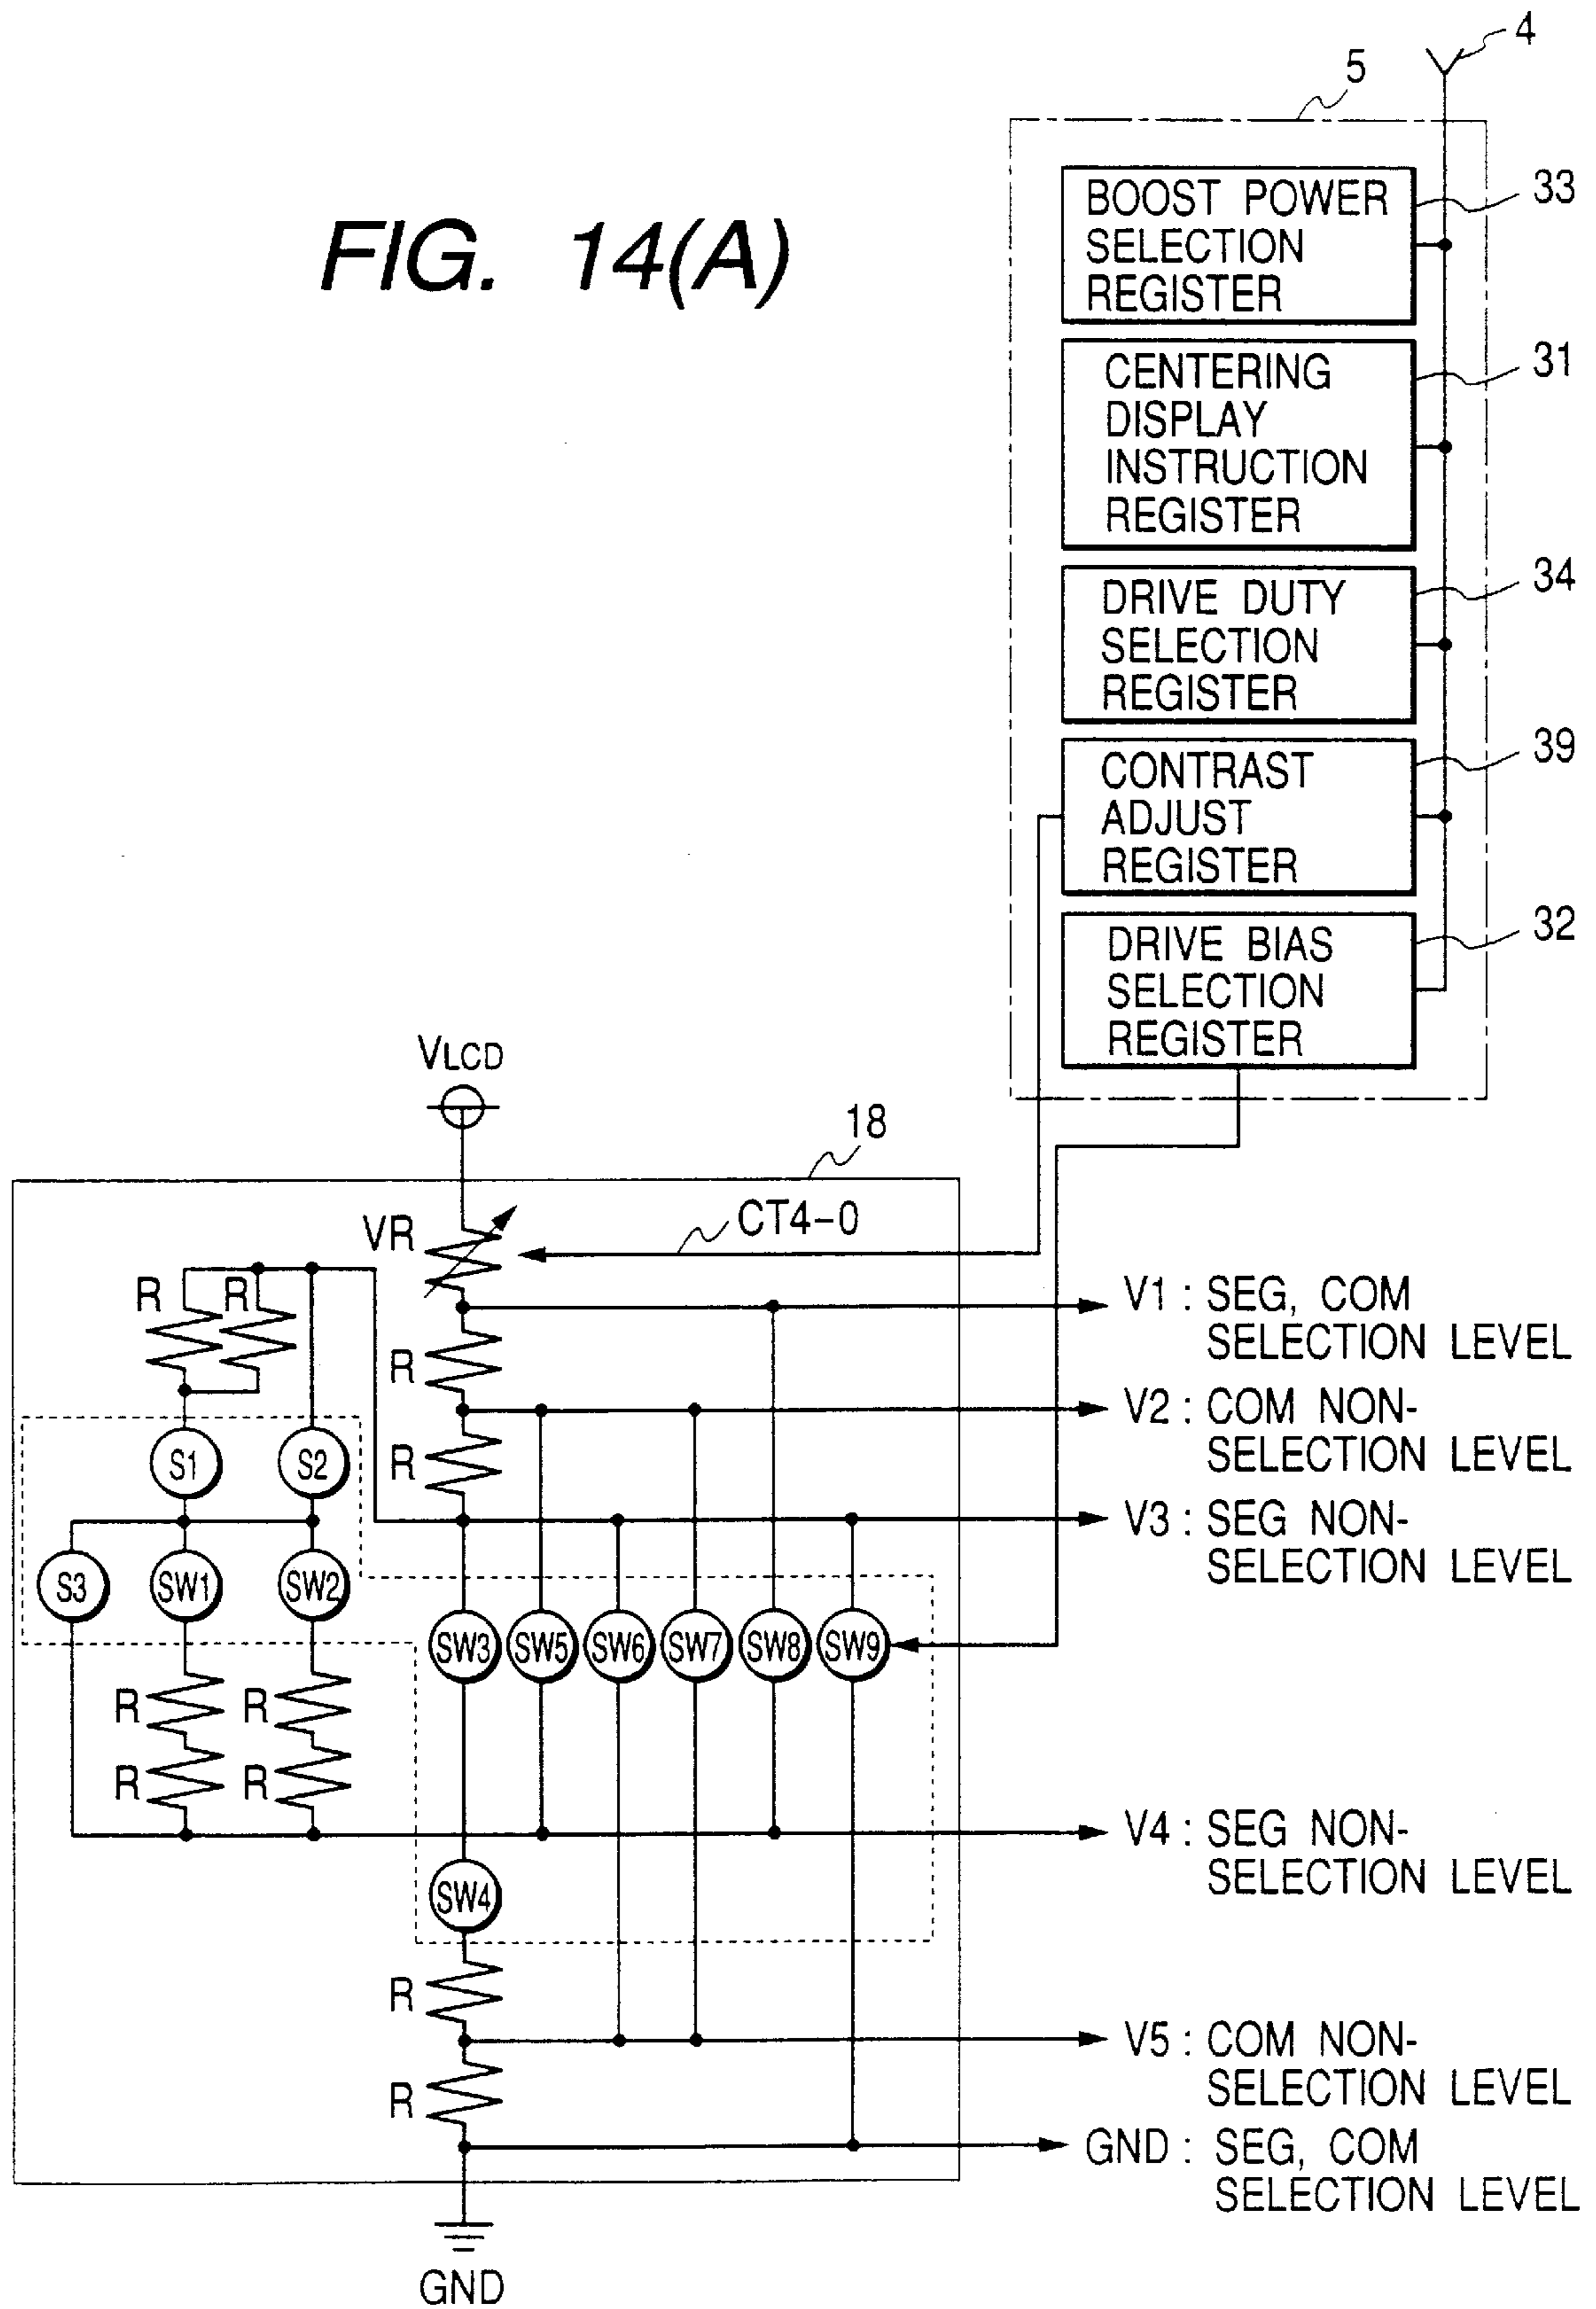 FIG. 14(A)
4
5
BOOST POWER
SELECTION
REGISTER
33
CENTERING
DISPLAY
INSTRUCTION
REGISTER
31
DRIVE DUTY
SELECTION
REGISTER
34
CONTRAST
ADJUST
REGISTER
39
DRIVE BIAS
SELECTION
REGISTER
32
VLCD
18
VR
CT4-0
R
R
R
R
S1
S2
S3
SW1
SW2
SW3
SW5
SW6
SW7
SW8
SW9
R
R
R
R
SW4
R
R
V1 : SEG, COM
SELECTION LEVEL
V2 : COM NON-
SELECTION LEVEL
V3 : SEG NON-
SELECTION LEVEL
V4 : SEG NON-
SELECTION LEVEL
V5 : COM NON-
SELECTION LEVEL
GND : SEG, COM
SELECTION LEVEL
GND